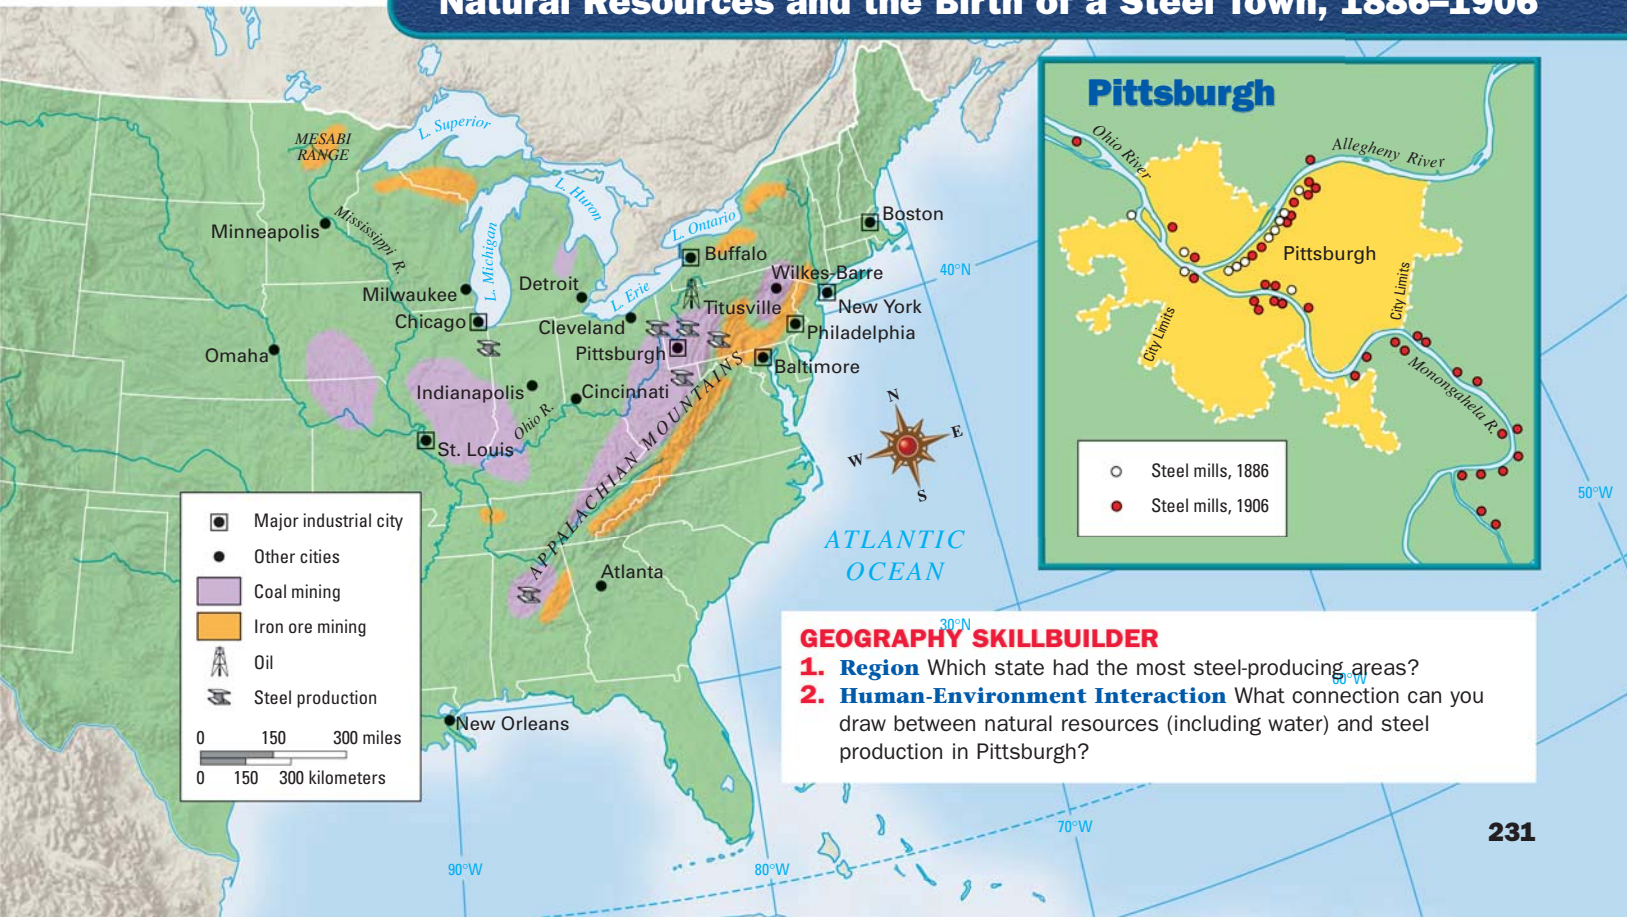 Natural Resources and the Birth of a Steel Town, 1886–1906
MESABI
RANGE
L. Superior
Minneapolis
Mississippi R.
L. Michigan
L. Huron
L. Ontario
L. Erie
Boston
Buffalo
Wilkes-Barre
40°N
Milwaukee
Detroit
Titusville
New York
Chicago
Cleveland
Philadelphia
Omaha
Pittsburgh
Baltimore
Indianapolis
Cincinnati
Ohio R.
St. Louis
APPALACHIAN MOUNTAINS
Atlanta
New Orleans
ATLANTIC
OCEAN
N
E
W
S
30°N
50°W
60°W
70°W
80°W
90°W
Major industrial city
Other cities
Coal mining
Iron ore mining
Oil
Steel production
0 150 300 miles
0 150 300 kilometers
Pittsburgh
Ohio River
Allegheny River
Pittsburgh
City Limits
City Limits
Monongahela R.
Steel mills, 1886
Steel mills, 1906
GEOGRAPHY SKILLBUILDER
1. Region Which state had the most steel-producing areas?
2. Human-Environment Interaction What connection can you
draw between natural resources (including water) and steel
production in Pittsburgh?
231